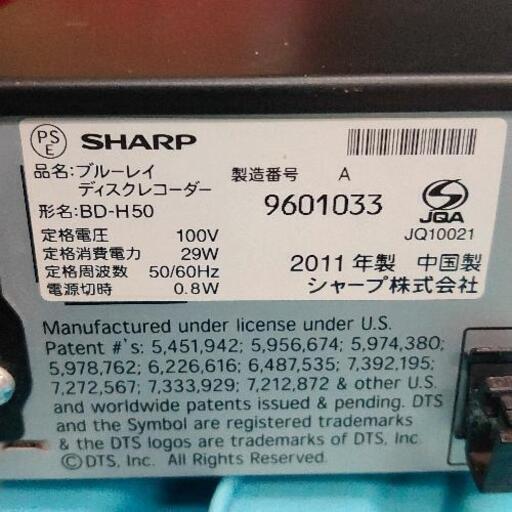 PS
E
SHARP
品名:ブルーレイ
ディスクレコーダー
形名:BD-H50
製造番号 A
9601033
JQA
JQ10021
定格電圧 100V
定格消費電力 29W
定格周波数 50/60Hz
電源切時 0.8W
2011年製 中国製
シャープ株式会社
Manufactured under license under U.S.
Patent #'s: 5,451,942; 5,956,674; 5,974,380;
5,978,762; 6,226,616; 6,487,535; 7,392,195;
7,272,567; 7,333,929; 7,212,872 & other U.S.
and worldwide patents issued & pending. DTS
and the Symbol are registered trademarks
& the DTS logos are trademarks of DTS, Inc.
©DTS, Inc. All Rights Reserved.